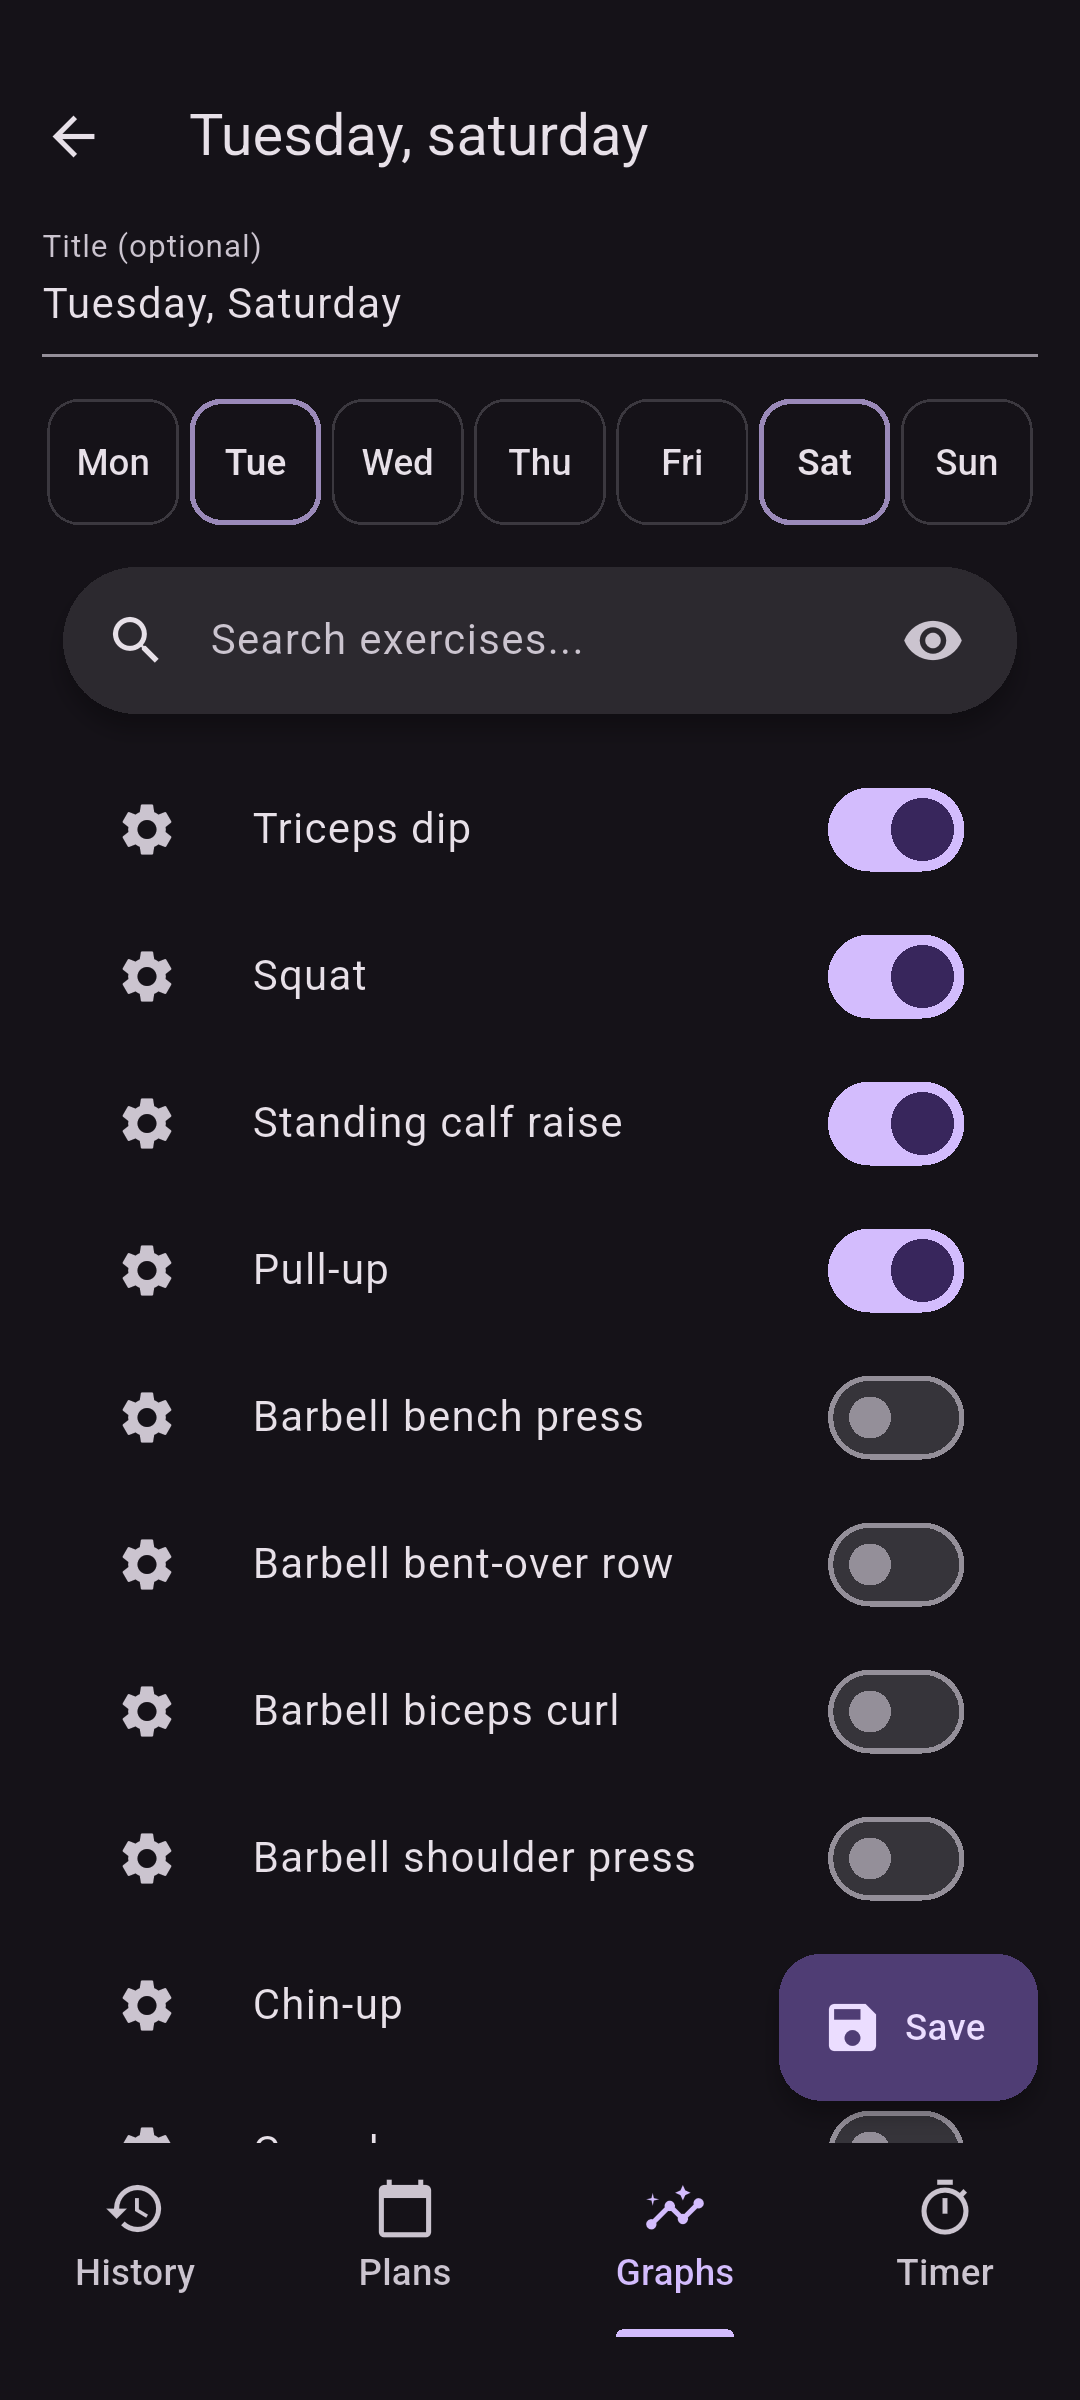 Tuesday, saturday
Title (optional)
Tuesday, Saturday
Mon Tue Wed Thu Fri Sat Sun
Search exercises...
Triceps dip
Squat
Standing calf raise
Pull-up
Barbell bench press
Barbell bent-over row
Barbell biceps curl
Barbell shoulder press
Chin-up
Save
History Plans Graphs Timer